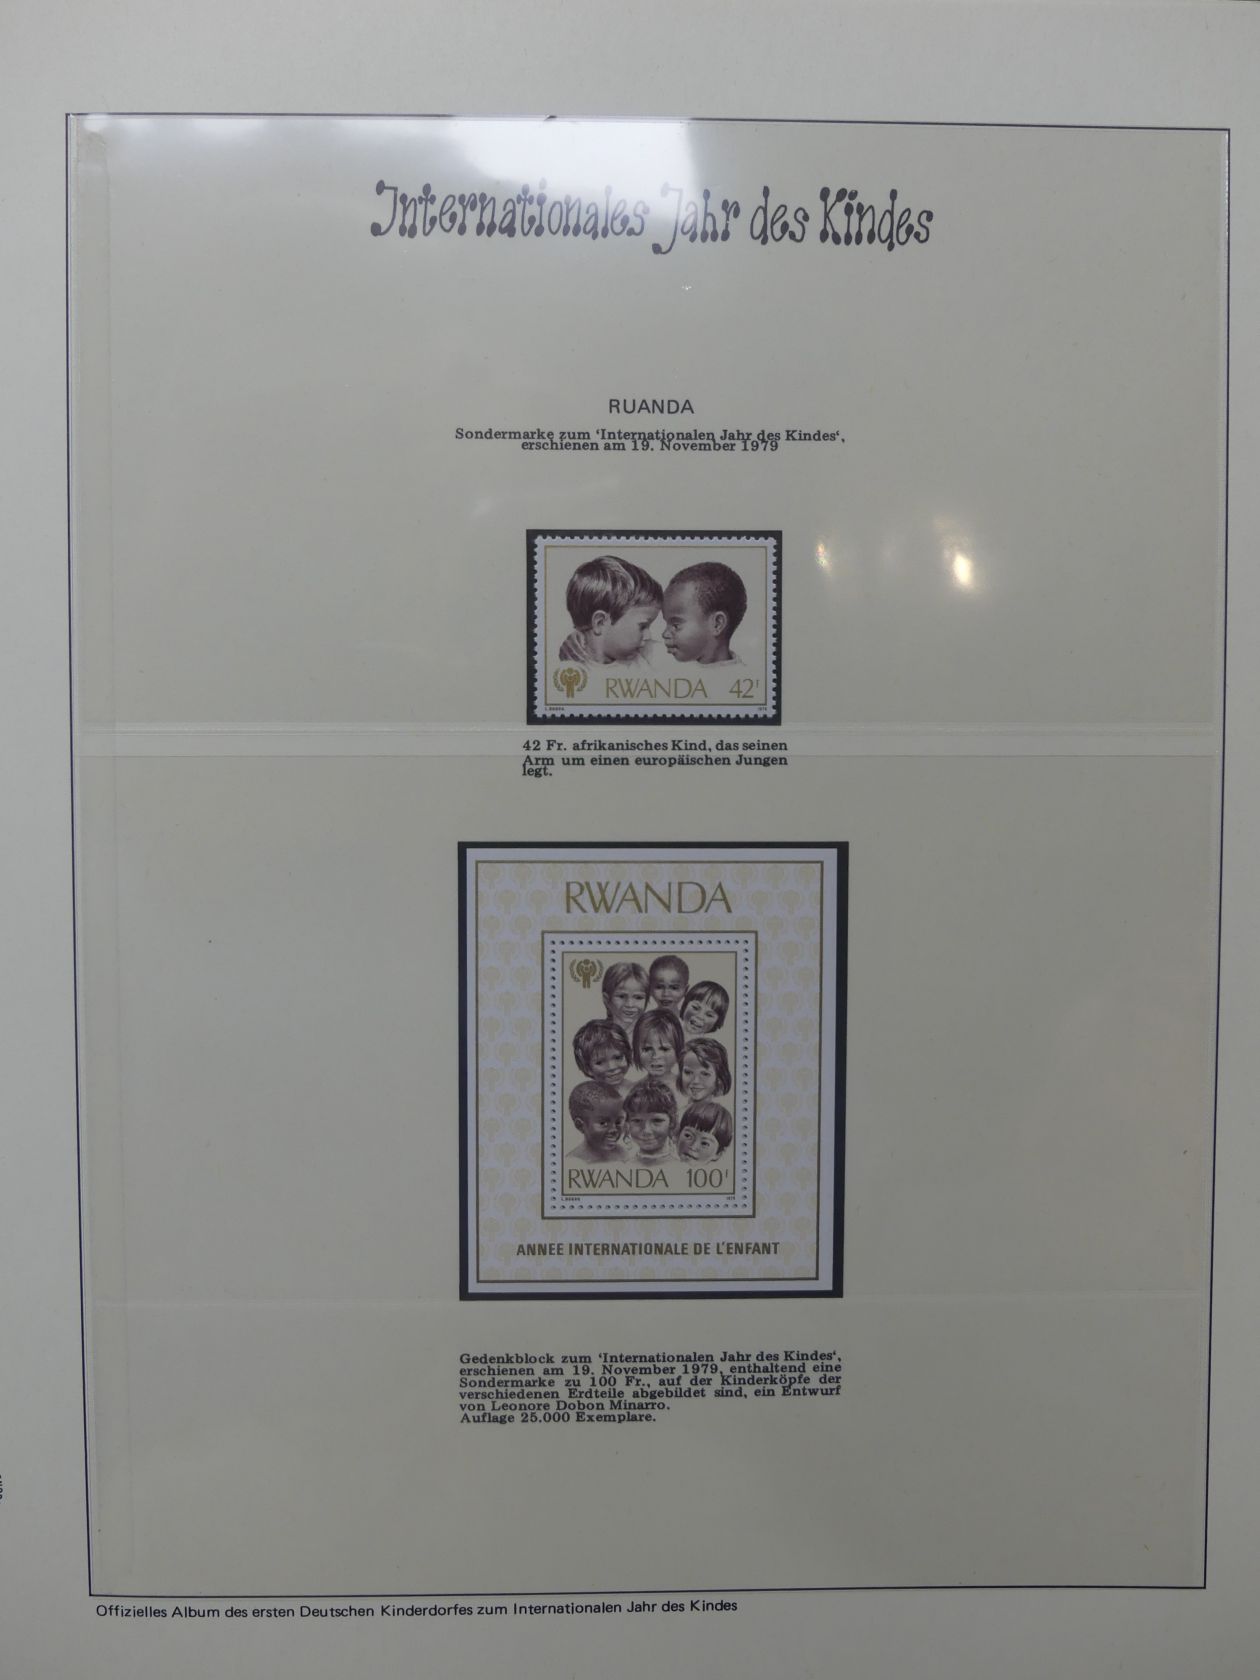 Internationales Jahr des Kindes
RUANDA
Sondermarke zum ‘Internationalen Jahr des Kindes‘,
erschienen am 19. November 1979
RWANDA 42F
42 Fr. afrikanisches Kind, das seinen
Arm um einen europäischen Jungen
legt.
RWANDA
RWANDA 100F
ANNEE INTERNATIONALE DE L'ENFANT
Gedenkblock zum ‘Internationalen Jahr des Kindes‘,
erschienen am 19. November 1979, enthaltend eine
Sondermarke zu 100 Fr., auf der Kinderköpfe der
verschiedenen Erdteile abgebildet sind, ein Entwurf
von Leonore Dobon Minarro.
Auflage 25.000 Exemplare.
Offizielles Album des ersten Deutschen Kinderdorfes zum Internationalen Jahr des Kindes